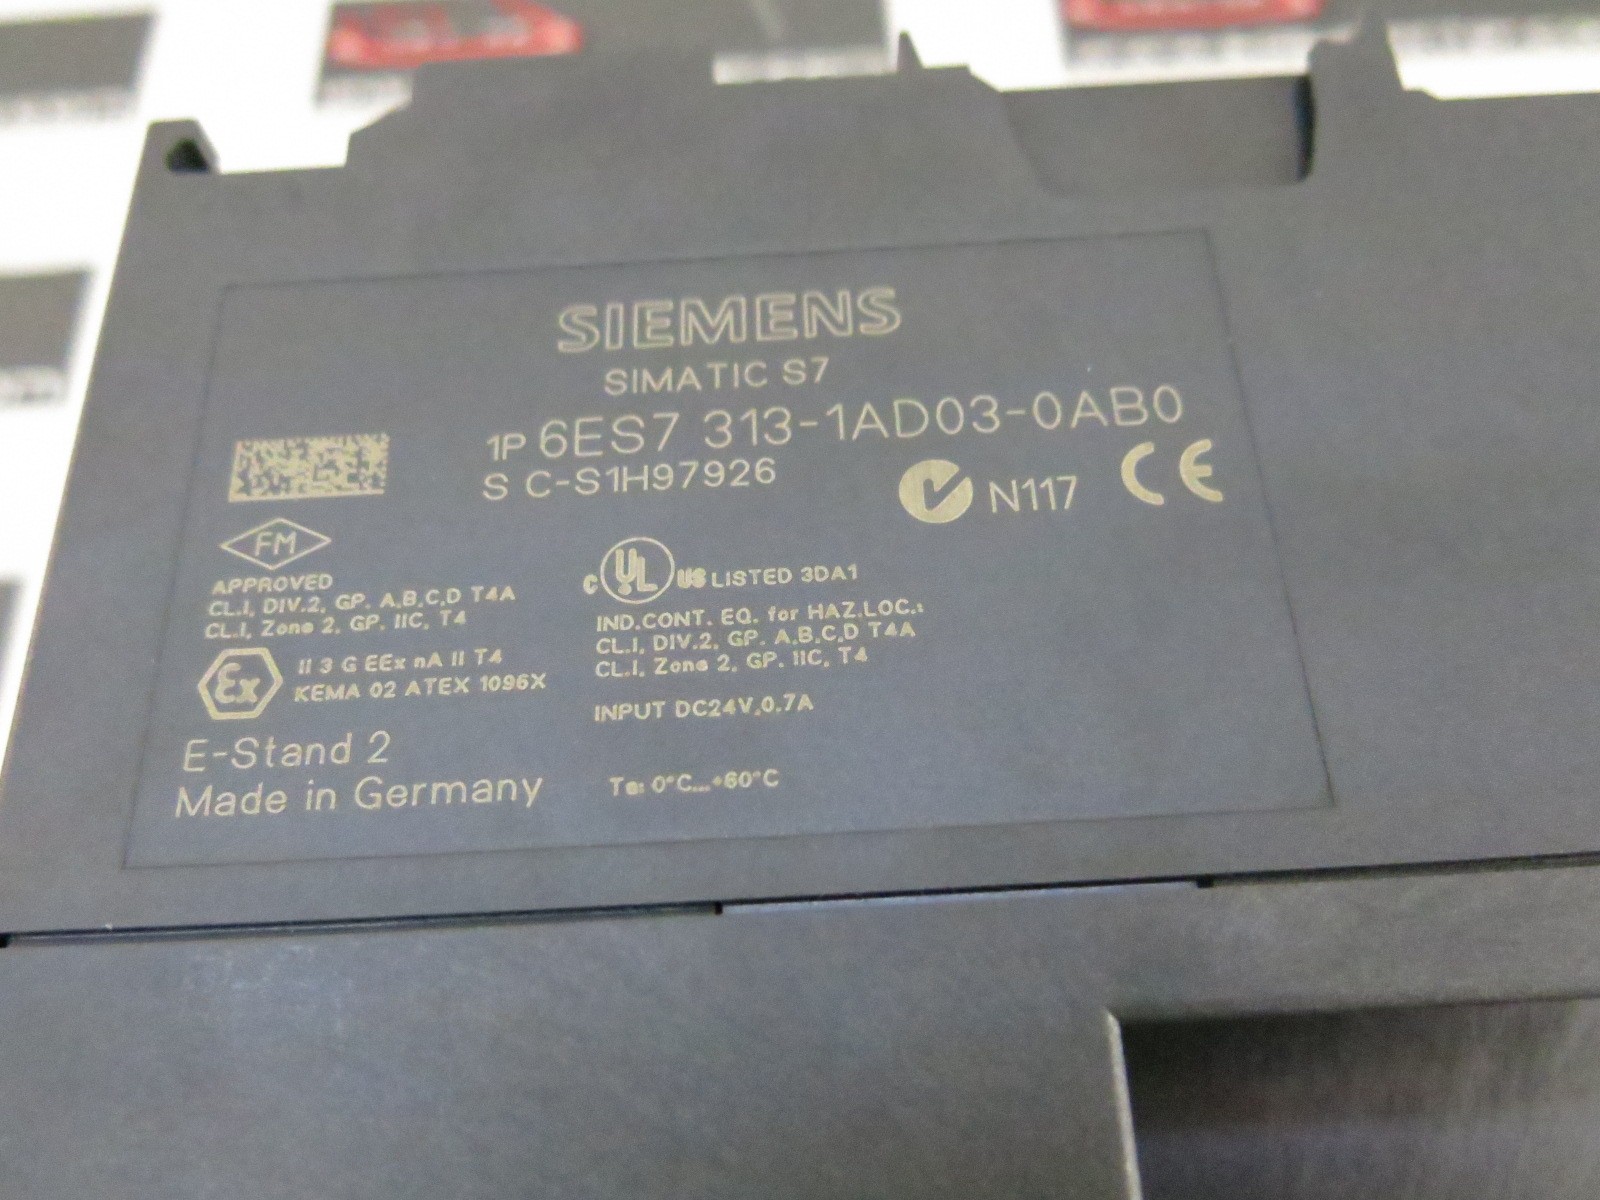 SIEMENS
SIMATIC S7
1P 6ES7 313-1AD03-0AB0
S C-S1H97926
N117 CE
FM
APPROVED
CL.I, DIV.2, GP. A,B,C,D T4A
CL.I, Zone 2, GP. IIC, T4
Ex II 3 G EEx nA II T4
KEMA 02 ATEX 1096X
E-Stand 2
Made in Germany
c UL US LISTED 3DA1
IND.CONT. EQ. for HAZ.LOC.:
CL.I, DIV.2, GP. A,B,C,D T4A
CL.I, Zone 2, GP. IIC, T4
INPUT DC24V,0.7A
Ta: 0°C...+60°C